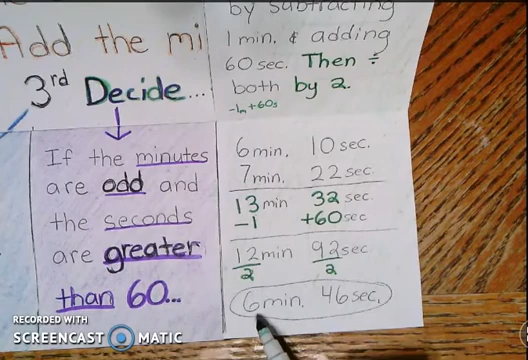 Add the mi
3rd Decide...
If the minutes
are odd and
the seconds
are greater
than 60...
by subtracting
1 min. & adding
60 sec. Then ÷
both by 2.
-1m +60s
6 min. 10 sec.
7 min. 22 sec.
13 min 32 sec
-1 +60 sec
12 min 92 sec
2 2
6 min. 46 sec.
RECORDED WITH
SCREENCAST MATIC